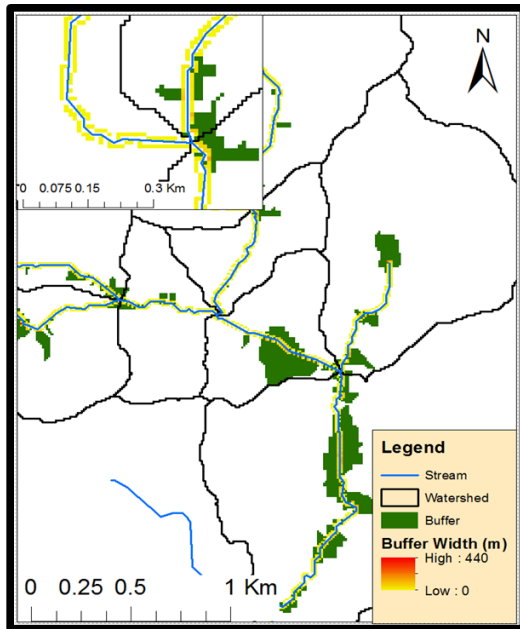 N
0 0.075 0.15 0.3 Km
Legend
Stream
Watershed
Buffer
Buffer Width (m)
High : 440
Low : 0
0 0.25 0.5 1 Km